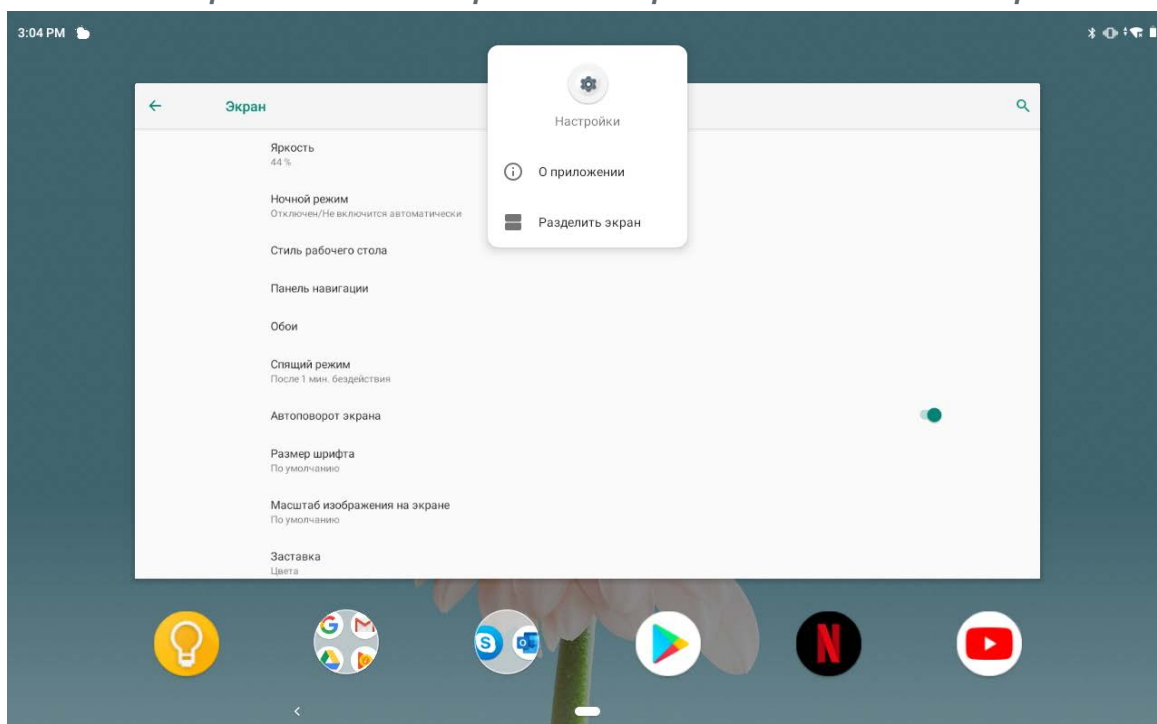 3:04 PM
Экран
Настройки
О приложении
Разделить экран
Яркость
44 %
Ночной режим
Отключен/Не включится автоматически
Стиль рабочего стола
Панель навигации
Обои
Спящий режим
После 1 мин. бездействия
Автоповорот экрана
Размер шрифта
По умолчанию
Масштаб изображения на экране
По умолчанию
Заставка
Цвета